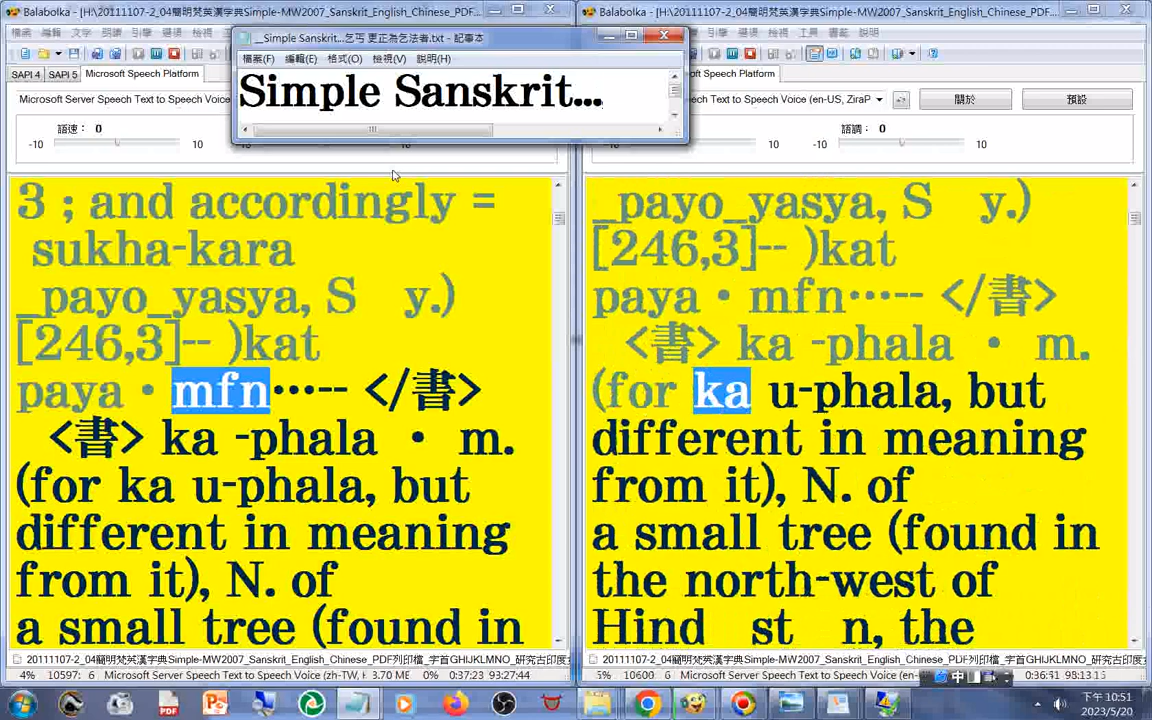 Balabolka - [H:\20111107-2_04簡明梵英漢字典Simple-MW2007_Sanskrit_English_Chinese_PDF...
Balabolka - [H:\20111107-2_04簡明梵英漢字典Simple-MW2007_Sanskrit_English_Chinese_PDF...
__Simple Sanskrit...乞丐 更正為乞法者.txt - 記事本
檔案(F) 編輯(E) 格式(O) 檢視(V) 說明(H)
Simple Sanskrit...
SAPI 4 SAPI 5 Microsoft Speech Platform
Speech Platform
Microsoft Server Speech Text to Speech Voice
ech Text to Speech Voice (en-US, ZiraP
關於
預設
語速： 0
-10 10
語調： 0
-10 10
3 ; and accordingly =
sukha-kara
_payo_yasya, S y.)
[246,3]-- )kat
paya • mfn…-- </書>
<書> ka -phala • m.
(for ka u-phala, but
different in meaning
from it), N. of
a small tree (found in
_payo_yasya, S y.)
[246,3]-- )kat
paya • mfn…-- </書>
<書> ka -phala • m.
(for ka u-phala, but
different in meaning
from it), N. of
a small tree (found in
the north-west of
Hind st n, the
20111107-2_04簡明梵英漢字典Simple-MW2007_Sanskrit_English_Chinese_PDF列印檔_字首GHIJKLMNO_研究古印度
20111107-2_04簡明梵英漢字典Simple-MW2007_Sanskrit_English_Chinese_PDF列印檔_字首GHIJKLMNO_研究古印度
4% 10597: 6 Microsoft Server Speech Text to Speech Voice (zh-TW, 3.70 ME 0% 0:37:23 93:27:44
5% 10600 6 Microsoft Server Speech Text to Speech Voice 0:36:31 98:13:15
中
PDF
下午 10:51
2023/5/20